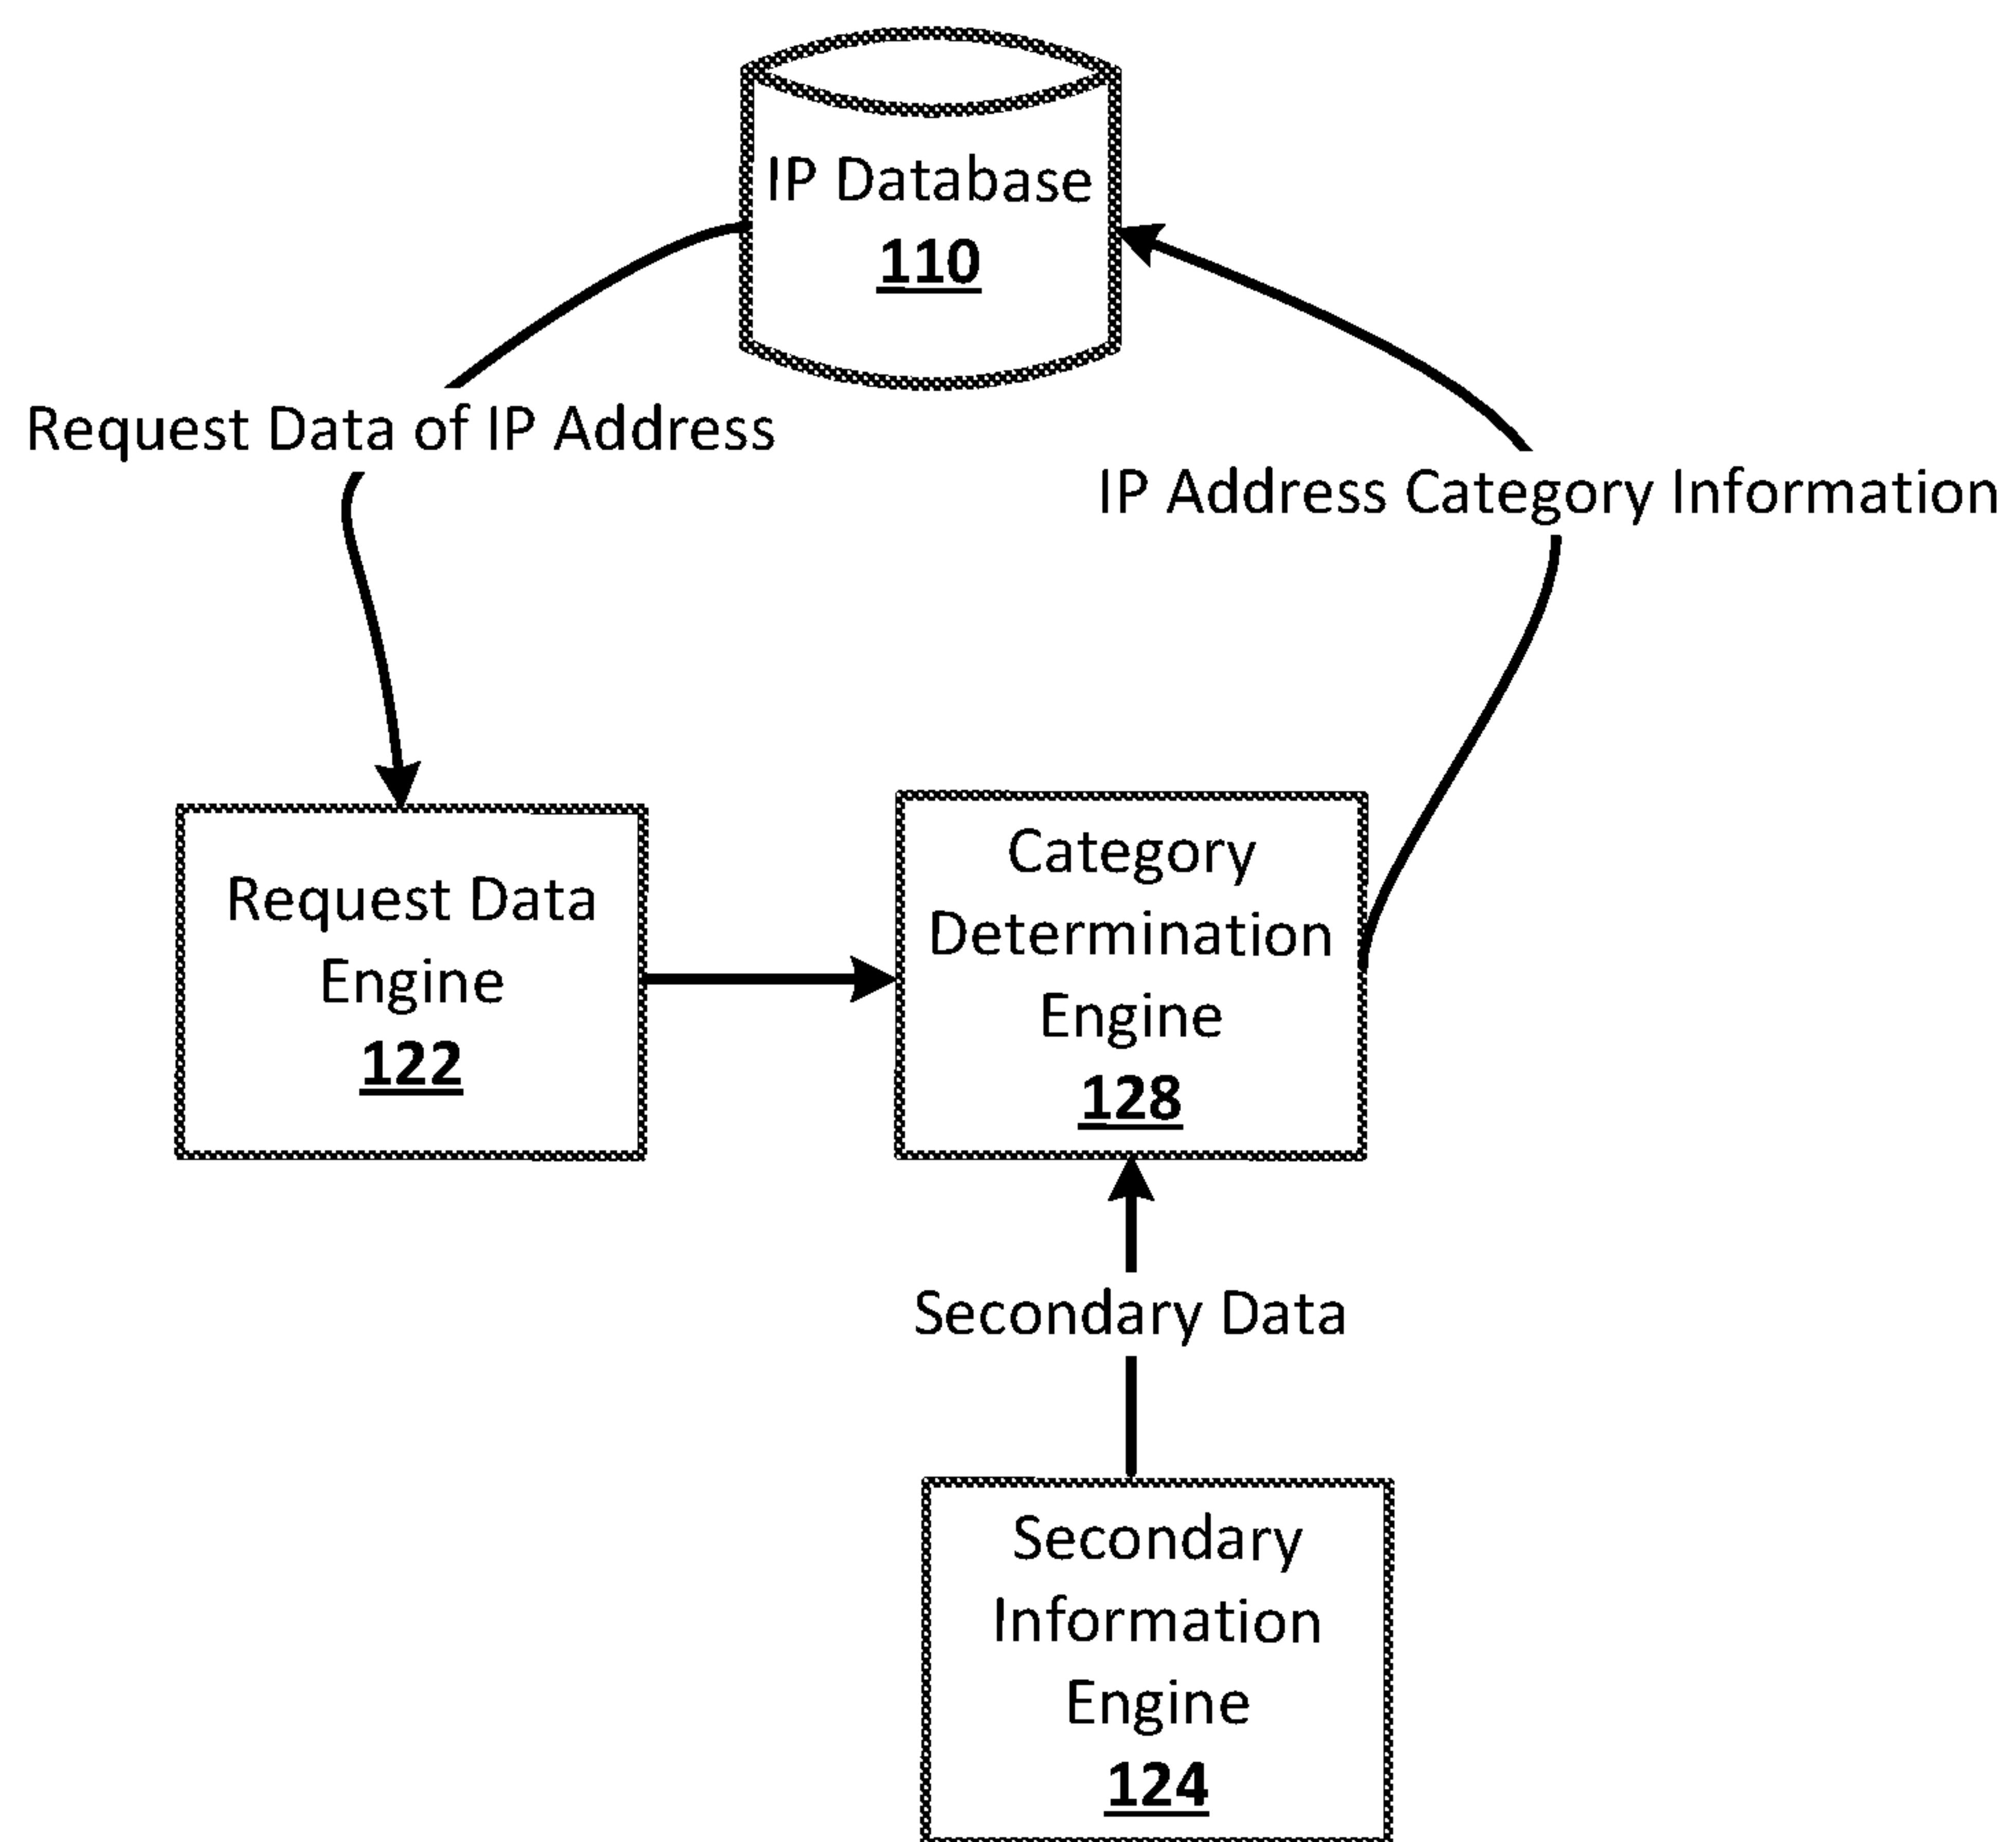 IP Database
110
Request Data of IP Address
IP Address Category Information
Request Data
Engine
122
Category
Determination
Engine
128
Secondary Data
Secondary
Information
Engine
124